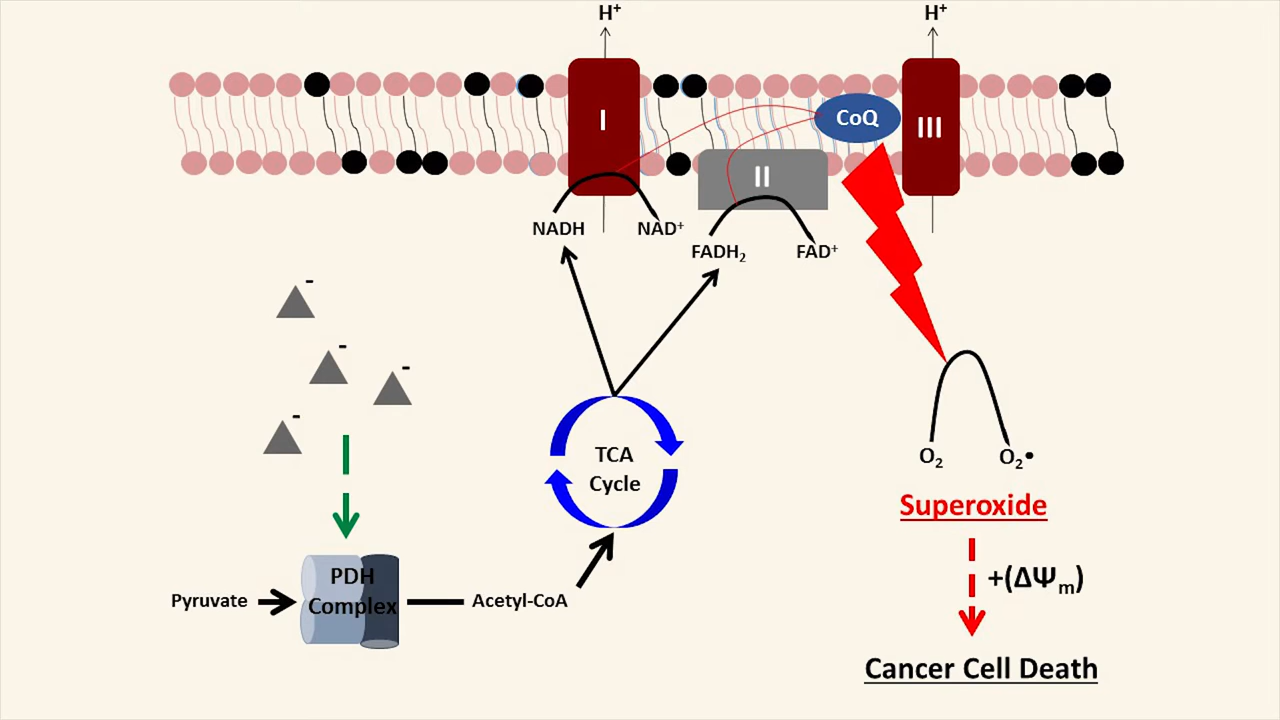 H⁺
H⁺
I
CoQ
III
II
NADH
NAD⁺
FADH₂
FAD⁺
-
-
-
-
TCA
Cycle
O₂
O₂•
Superoxide
PDH
Complex
+(ΔΨₘ)
Pyruvate
Acetyl-CoA
Cancer Cell Death